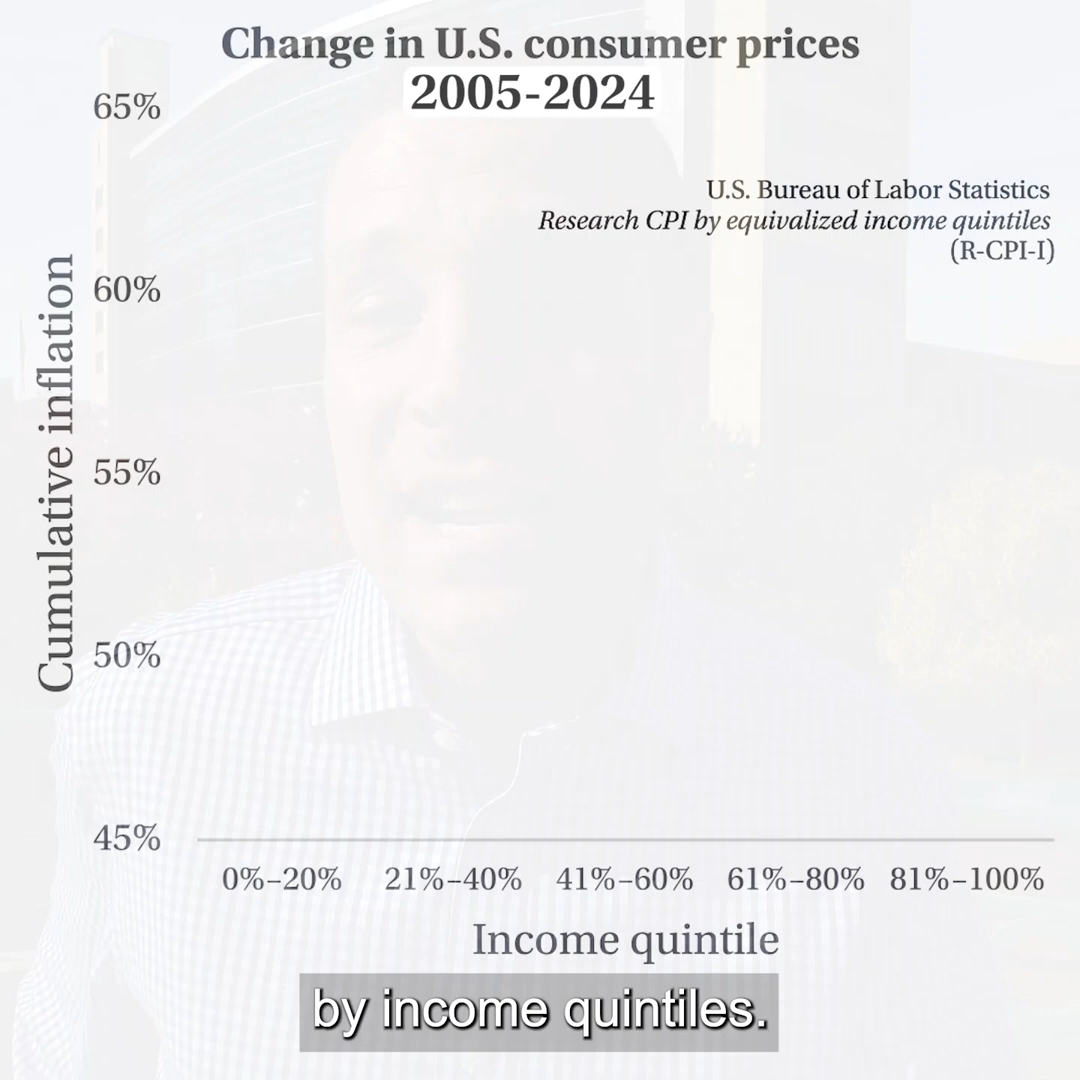 Change in U.S. consumer prices
2005-2024
65%
U.S. Bureau of Labor Statistics
Research CPI by equivalized income quintiles
(R-CPI-I)
60%
Cumulative inflation
55%
50%
45%
0%–20% 21%–40% 41%–60% 61%–80% 81%–100%
Income quintile
by income quintiles.